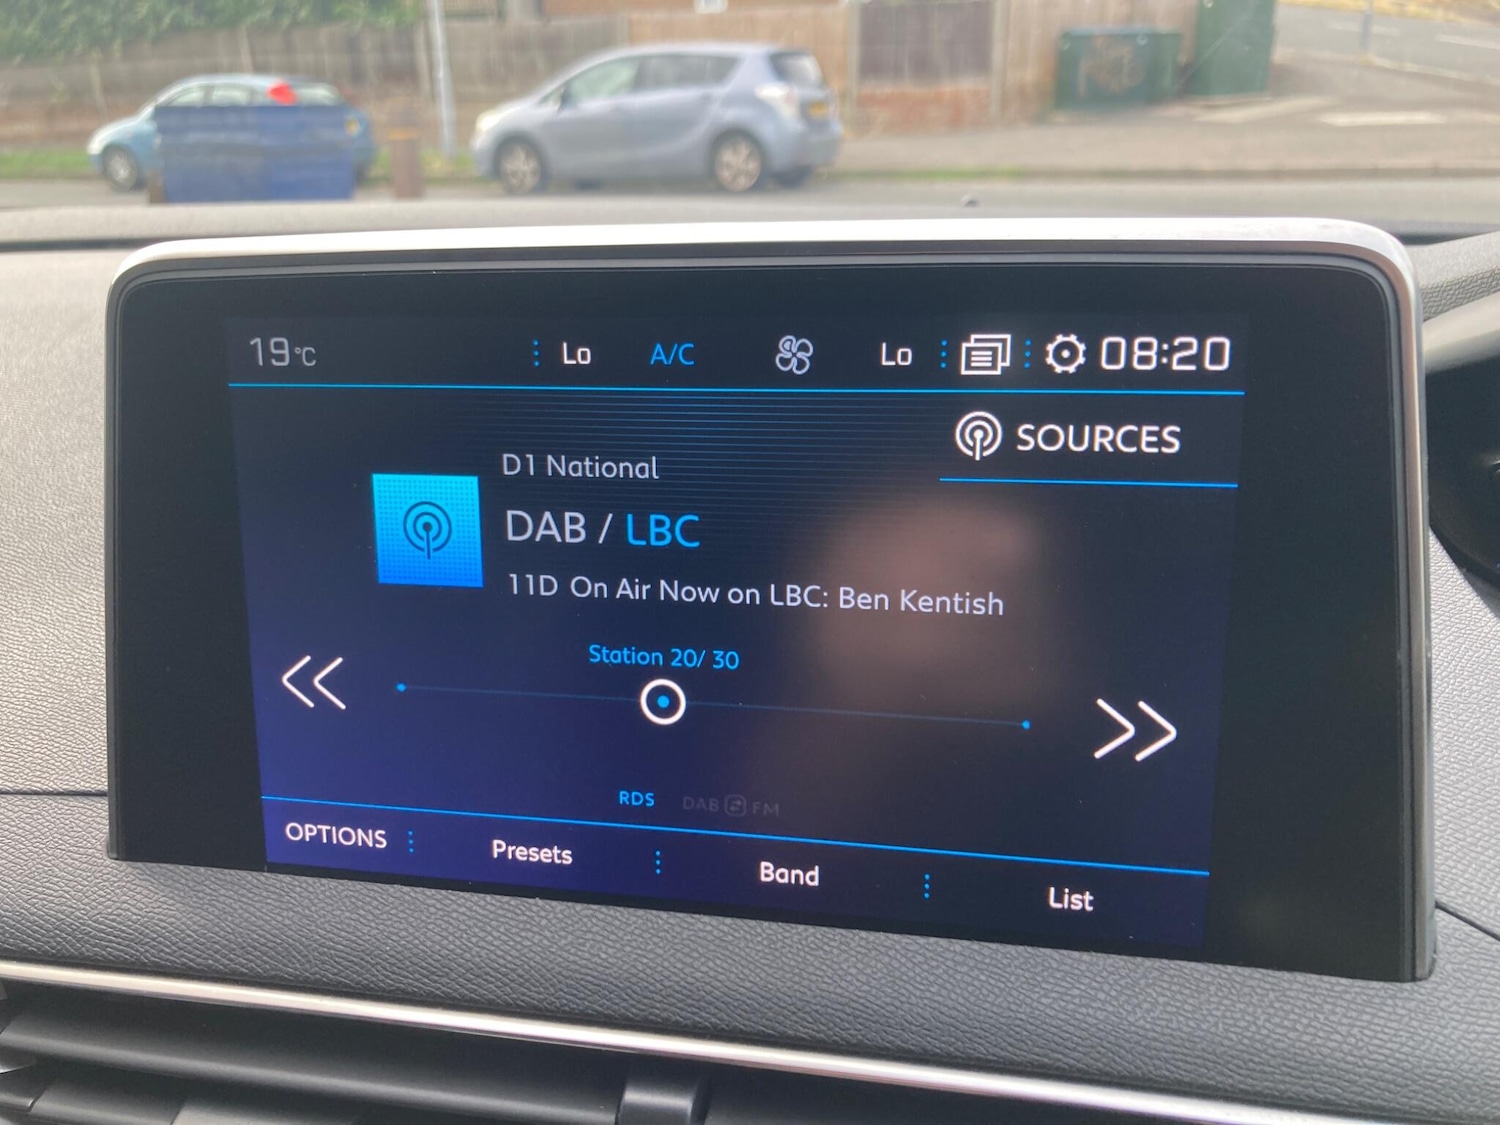 19°C Lo A/C Lo 08:20
SOURCES
D1 National
DAB / LBC
11D On Air Now on LBC: Ben Kentish
Station 20/ 30
RDS DAB FM
OPTIONS Presets Band List